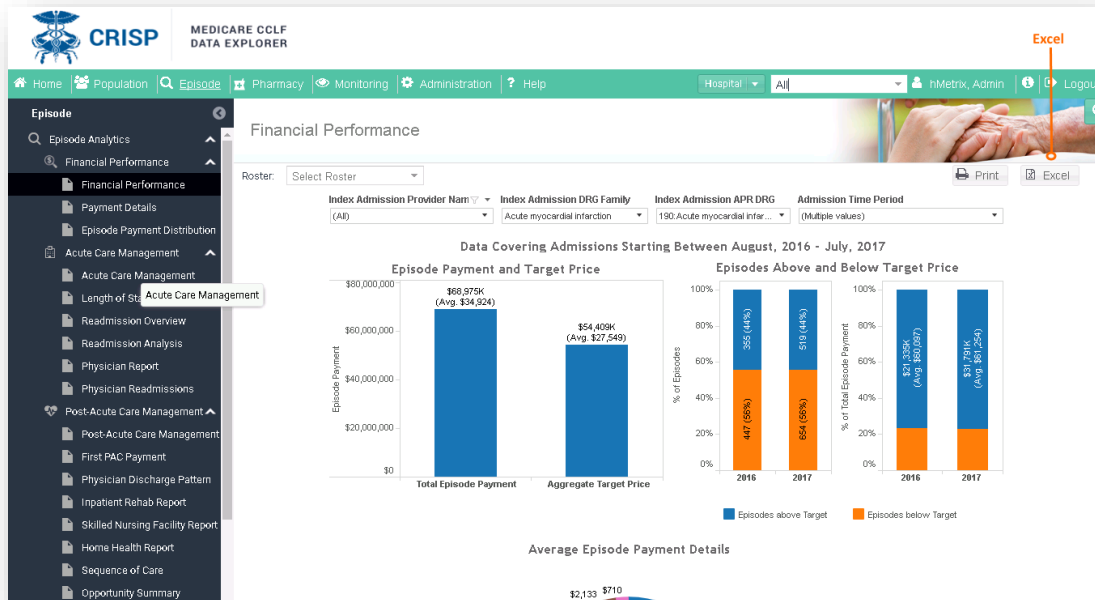 CRISP
MEDICARE CCLF
DATA EXPLORER
Excel
Home Population Episode Pharmacy Monitoring Administration ? Help Hospital All hMetrix, Admin Logou
Episode
Episode Analytics
Financial Performance
Financial Performance
Payment Details
Episode Payment Distribution
Acute Care Management
Acute Care Management
Length of Sta
Acute Care Management
Readmission Overview
Readmission Analysis
Physician Report
Physician Readmissions
Post-Acute Care Management
Post-Acute Care Management
First PAC Payment
Physician Discharge Pattern
Inpatient Rehab Report
Skilled Nursing Facility Report
Home Health Report
Sequence of Care
Opportunity Summary
Financial Performance
Roster: Select Roster Print Excel
Index Admission Provider Nam Index Admission DRG Family Index Admission APR DRG Admission Time Period
(All) Acute myocardial infarction 190:Acute myocardial infar... (Multiple values)
Data Covering Admissions Starting Between August, 2016 - July, 2017
Episode Payment and Target Price
$80,000,000
$60,000,000
$40,000,000
$20,000,000
$0
Episode Payment
$68,975K
(Avg. $34,924)
$54,409K
(Avg. $27,549)
Total Episode Payment Aggregate Target Price
Episodes Above and Below Target Price
100%
80%
60%
40%
20%
0%
% of Episodes
355 (44%)
447 (56%)
519 (44%)
654 (56%)
2016 2017
100%
80%
60%
40%
20%
0%
% of Total Episode Payment
$21,335K
(Avg. $60,097)
$31,791K
(Avg. $61,254)
2016 2017
Episodes above Target Episodes below Target
Average Episode Payment Details
$2,133 $710